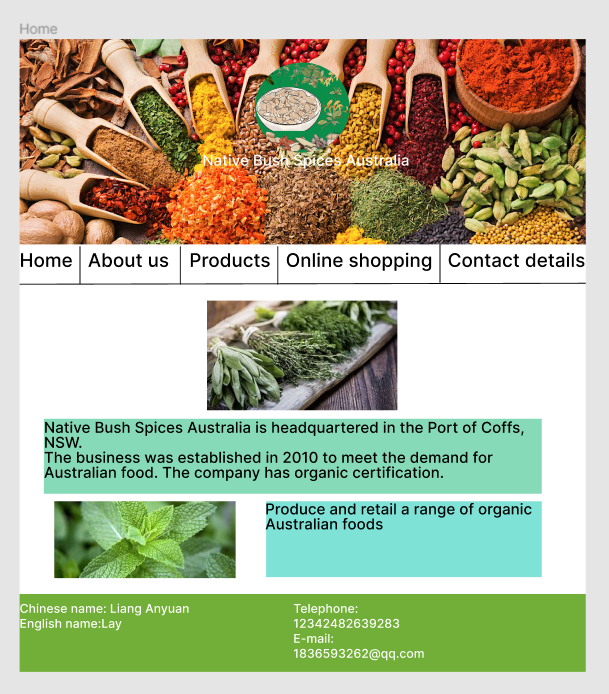 Home
Native Bush Spices Australia
Home
About us
Products
Online shopping
Contact details
Native Bush Spices Australia is headquartered in the Port of Coffs,
NSW.
The business was established in 2010 to meet the demand for
Australian food. The company has organic certification.
Produce and retail a range of organic
Australian foods
Chinese name: Liang Anyuan
English name:Lay
Telephone:
12342482639283
E-mail:
1836593262@qq.com